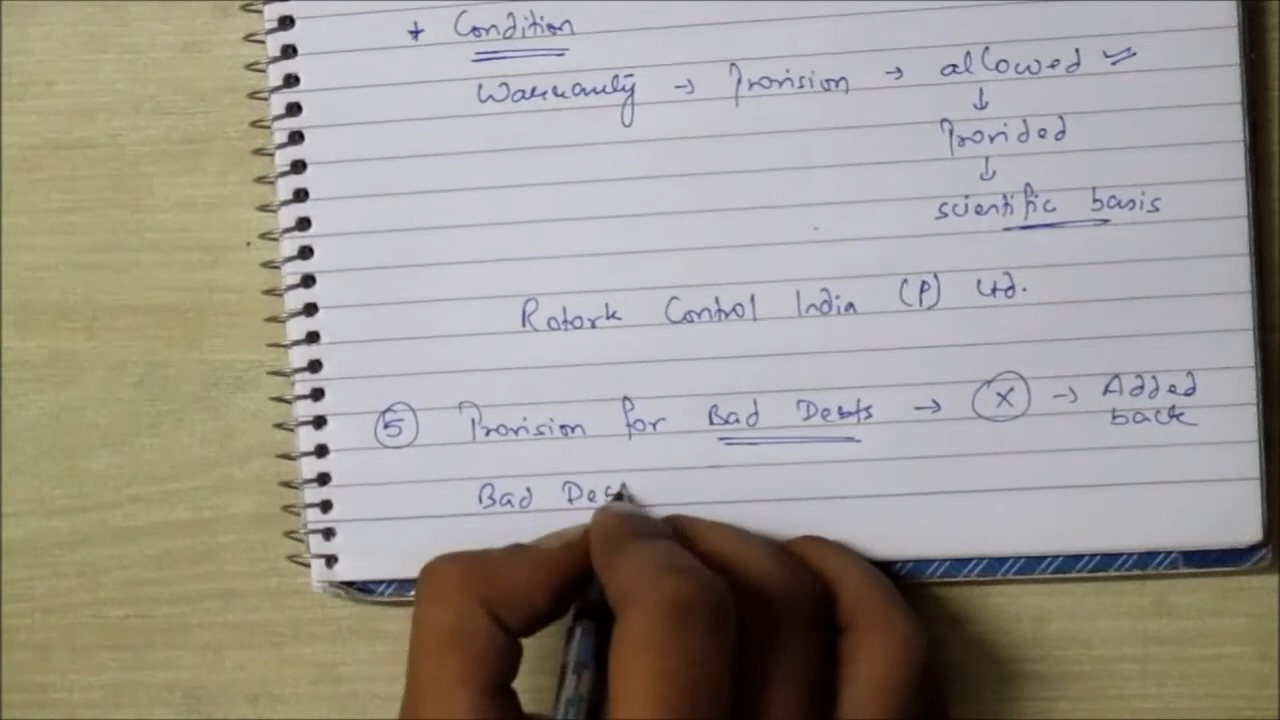 + Condition
Warranty → Provision → allowed
↓
Provided
↓
scientific basis
Rotork Control India (P) Ltd.
5 Provision for Bad Debts → X → Added
back
Bad Deb